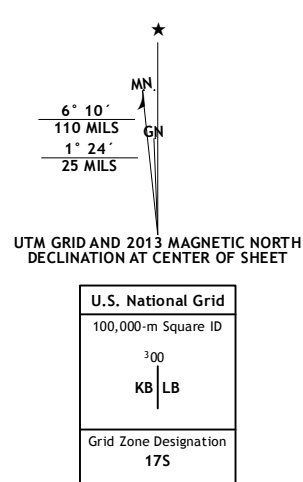 ★
MN
6° 10´
110 MILS
GN
1° 24´
25 MILS
UTM GRID AND 2013 MAGNETIC NORTH
DECLINATION AT CENTER OF SHEET
U.S. National Grid
100,000-m Square ID
³00
KB LB
Grid Zone Designation
17S